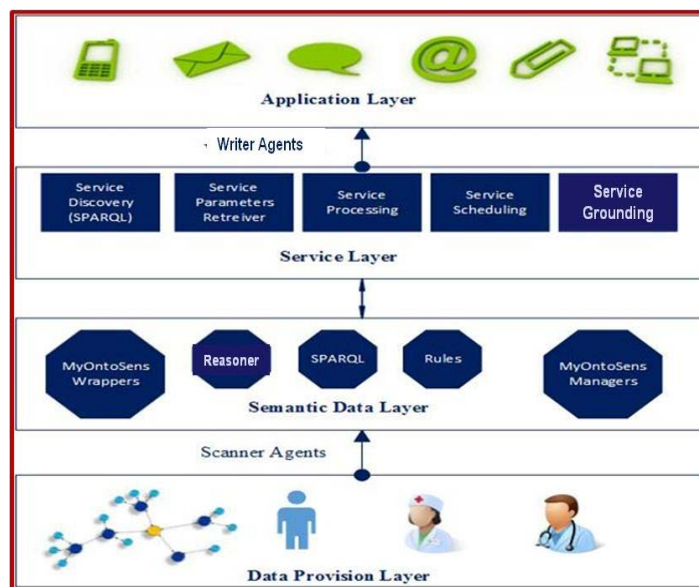 Application Layer
Writer Agents
Service
Discovery
(SPARQL)
Service
Parameters
Retreiver
Service
Processing
Service
Scheduling
Service
Grounding
Service Layer
MyOntoSens
Wrappers
Reasoner
SPARQL
Rules
MyOntoSens
Managers
Semantic Data Layer
Scanner Agents
Data Provision Layer